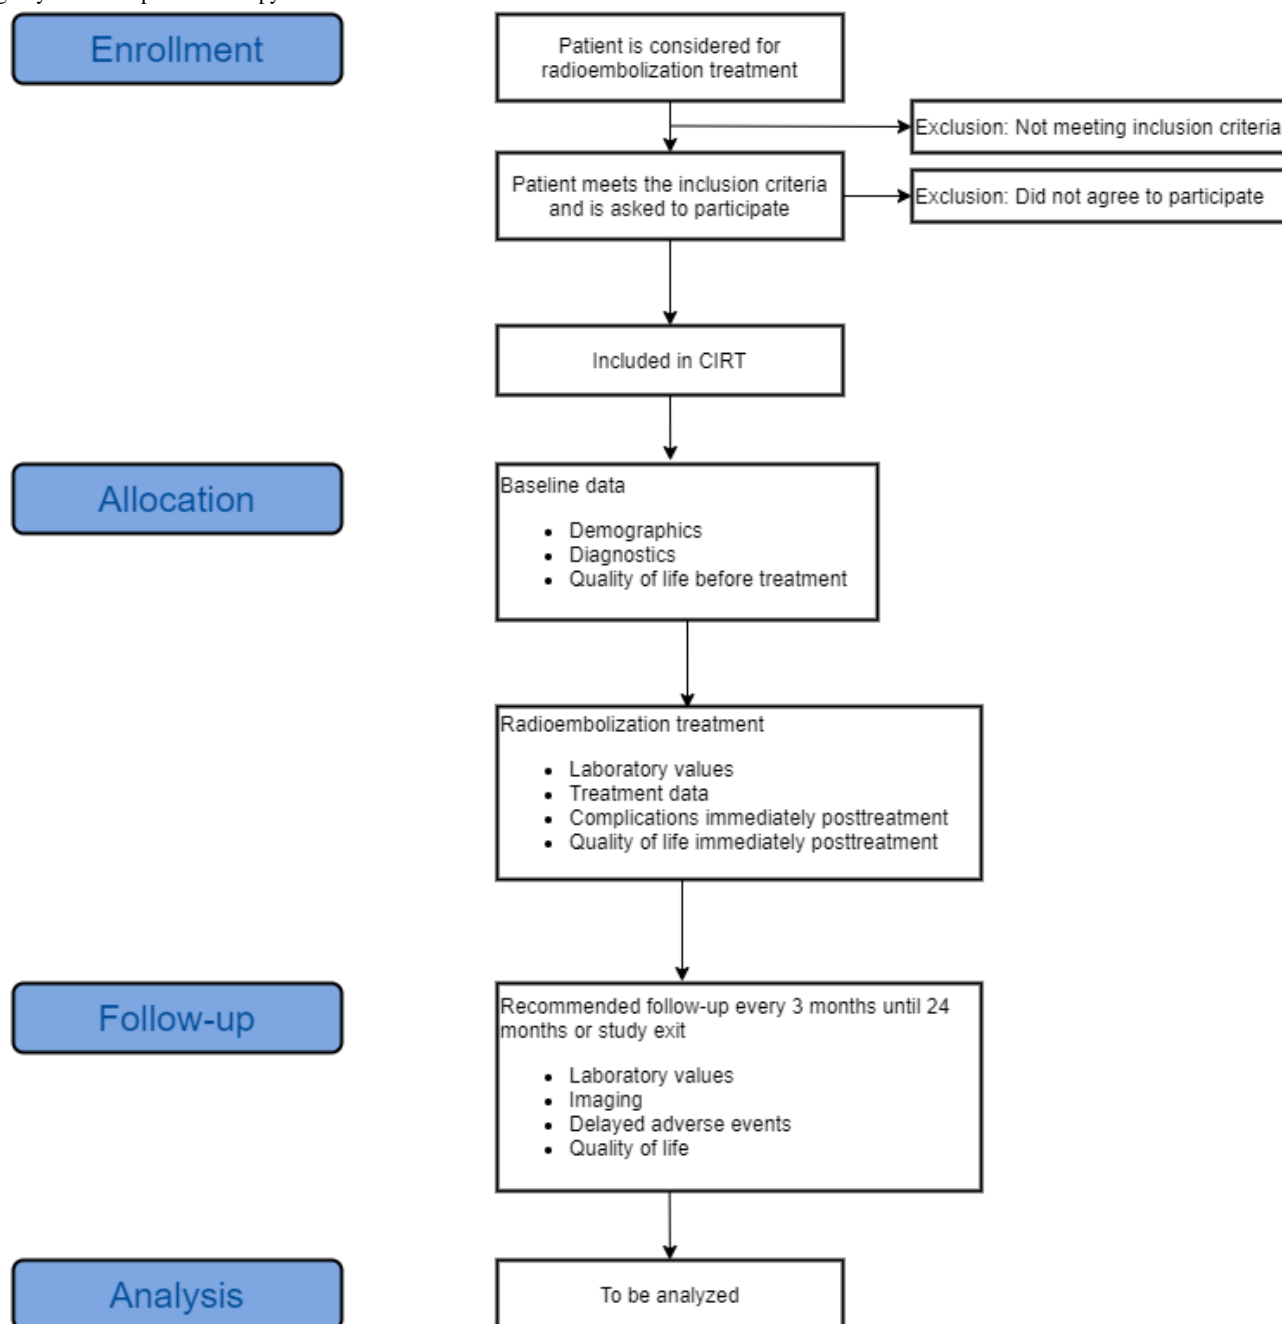 Enrollment
Patient is considered for
radioembolization treatment
Exclusion: Not meeting inclusion criteria
Patient meets the inclusion criteria
and is asked to participate
Exclusion: Did not agree to participate
Included in CIRT
Allocation
Baseline data
• Demographics
• Diagnostics
• Quality of life before treatment
Radioembolization treatment
• Laboratory values
• Treatment data
• Complications immediately posttreatment
• Quality of life immediately posttreatment
Follow-up
Recommended follow-up every 3 months until 24
months or study exit
• Laboratory values
• Imaging
• Delayed adverse events
• Quality of life
Analysis
To be analyzed